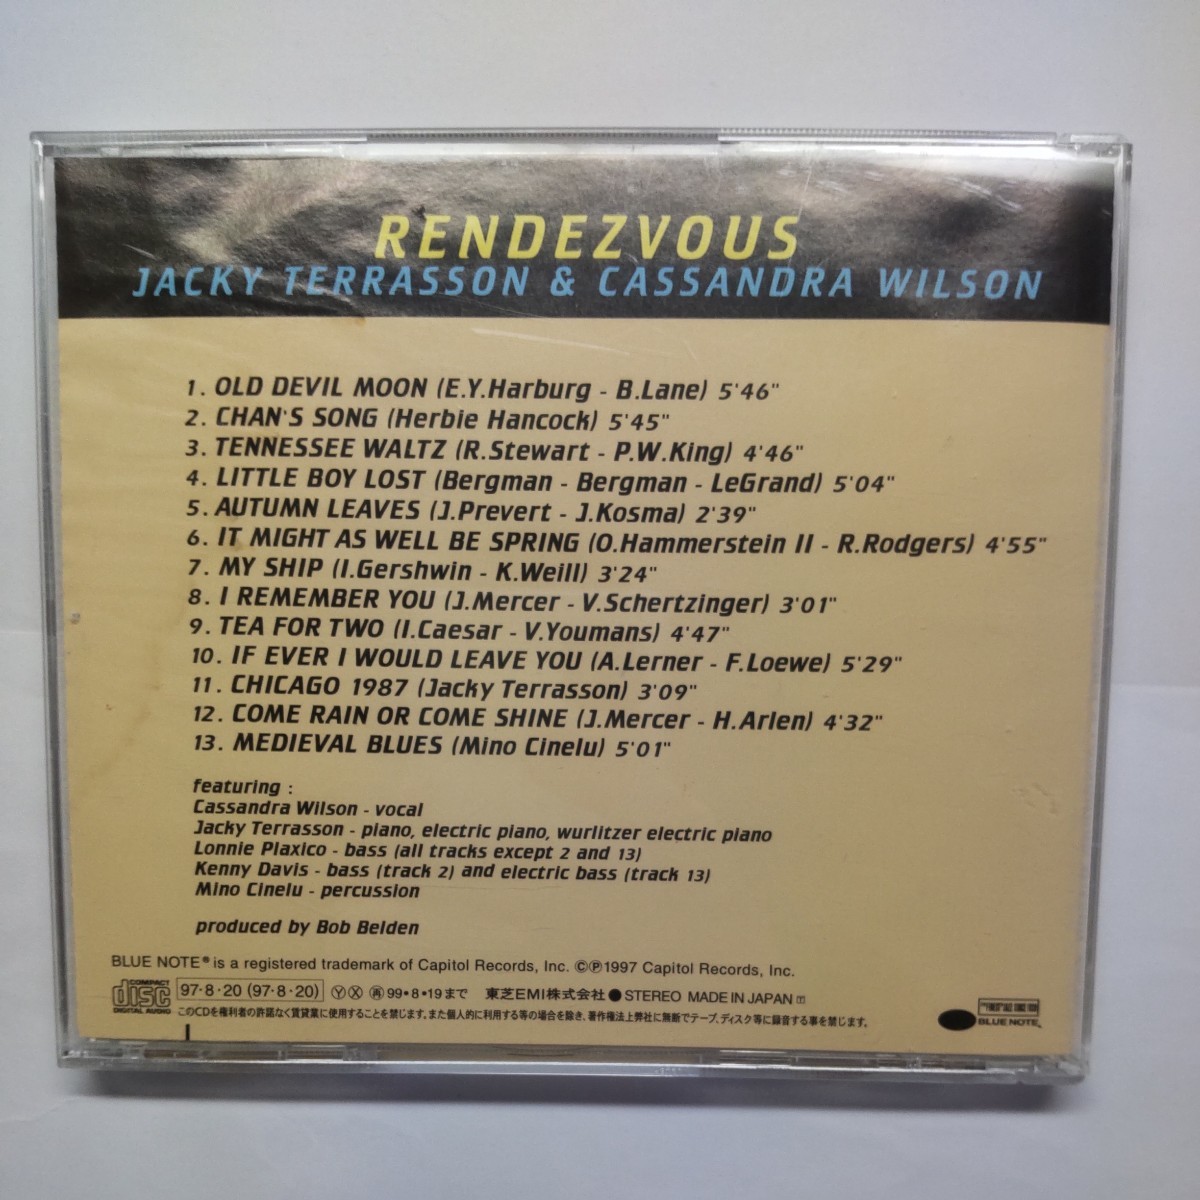 RENDEZVOUS
JACKY TERRASSON & CASSANDRA WILSON
1. OLD DEVIL MOON (E.Y.Harburg - B.Lane) 5'46"
2. CHAN'S SONG (Herbie Hancock) 5'45"
3. TENNESSEE WALTZ (R.Stewart - P.W.King) 4'46"
4. LITTLE BOY LOST (Bergman - Bergman - LeGrand) 5'04"
5. AUTUMN LEAVES (J.Prevert - J.Kosma) 2'39"
6. IT MIGHT AS WELL BE SPRING (O.Hammerstein II - R.Rodgers) 4'55"
7. MY SHIP (I.Gershwin - K.Weill) 3'24"
8. I REMEMBER YOU (J.Mercer - V.Schertzinger) 3'01"
9. TEA FOR TWO (I.Caesar - V.Youmans) 4'47"
10. IF EVER I WOULD LEAVE YOU (A.Lerner - F.Loewe) 5'29"
11. CHICAGO 1987 (Jacky Terrasson) 3'09"
12. COME RAIN OR COME SHINE (J.Mercer - H.Arlen) 4'32"
13. MEDIEVAL BLUES (Mino Cinelu) 5'01"
featuring :
Cassandra Wilson - vocal
Jacky Terrasson - piano, electric piano, wurlitzer electric piano
Lonnie Plaxico - bass (all tracks except 2 and 13)
Kenny Davis - bass (track 2) and electric bass (track 13)
Mino Cinelu - percussion
produced by Bob Belden
BLUE NOTE® is a registered trademark of Capitol Records, Inc. ©℗1997 Capitol Records, Inc.
COMPACT disc DIGITAL AUDIO
97・8・20 (97・8・20) Ⓨ Ⓧ ㊢ 99・8・19まで 東芝EMI株式会社 ● STEREO MADE IN JAPAN
このCDを権利者の許諾なく賃貸業に使用することを禁じます。また個人的に利用する等の場合を除き、著作権法上弊社に無断でテープ、ディスク等に録音する事を禁じます。
BLUE NOTE